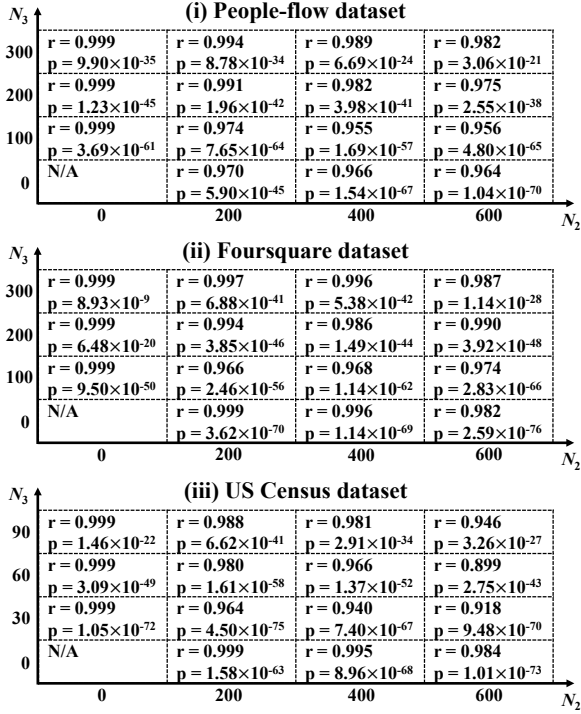 (i) People-flow dataset
N₃
300 r = 0.999 r = 0.994 r = 0.989 r = 0.982
p = 9.90×10⁻³⁵ p = 8.78×10⁻³⁴ p = 6.69×10⁻²⁴ p = 3.06×10⁻²¹
200 r = 0.999 r = 0.991 r = 0.982 r = 0.975
p = 1.23×10⁻⁴⁵ p = 1.96×10⁻⁴² p = 3.98×10⁻⁴¹ p = 2.55×10⁻³⁸
100 r = 0.999 r = 0.974 r = 0.955 r = 0.956
p = 3.69×10⁻⁶¹ p = 7.65×10⁻⁶⁴ p = 1.69×10⁻⁵⁷ p = 4.80×10⁻⁶⁵
0 N/A r = 0.970 r = 0.966 r = 0.964
p = 5.90×10⁻⁴⁵ p = 1.54×10⁻⁶⁷ p = 1.04×10⁻⁷⁰
0 200 400 600 N₂
(ii) Foursquare dataset
N₃
300 r = 0.999 r = 0.997 r = 0.996 r = 0.987
p = 8.93×10⁻⁹ p = 6.88×10⁻⁴¹ p = 5.38×10⁻⁴² p = 1.14×10⁻²⁸
200 r = 0.999 r = 0.994 r = 0.986 r = 0.990
p = 6.48×10⁻²⁰ p = 3.85×10⁻⁴⁶ p = 1.49×10⁻⁴⁴ p = 3.92×10⁻⁴⁸
100 r = 0.999 r = 0.966 r = 0.968 r = 0.974
p = 9.50×10⁻⁵⁰ p = 2.46×10⁻⁵⁶ p = 1.14×10⁻⁶² p = 2.83×10⁻⁶⁶
0 N/A r = 0.999 r = 0.996 r = 0.982
p = 3.62×10⁻⁷⁰ p = 1.14×10⁻⁶⁹ p = 2.59×10⁻⁷⁶
0 200 400 600 N₂
(iii) US Census dataset
N₃
90 r = 0.999 r = 0.988 r = 0.981 r = 0.946
p = 1.46×10⁻²² p = 6.62×10⁻⁴¹ p = 2.91×10⁻³⁴ p = 3.26×10⁻²⁷
60 r = 0.999 r = 0.980 r = 0.966 r = 0.899
p = 3.09×10⁻⁴⁹ p = 1.61×10⁻⁵⁸ p = 1.37×10⁻⁵² p = 2.75×10⁻⁴³
30 r = 0.999 r = 0.964 r = 0.940 r = 0.918
p = 1.05×10⁻⁷² p = 4.50×10⁻⁷⁵ p = 7.40×10⁻⁶⁷ p = 9.48×10⁻⁷⁰
0 N/A r = 0.999 r = 0.995 r = 0.984
p = 1.58×10⁻⁶³ p = 8.96×10⁻⁶⁸ p = 1.01×10⁻⁷³
0 200 400 600 N₂